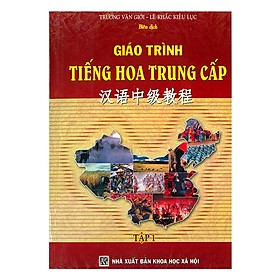 TRƯƠNG VĂN GIỚI - LÊ KHẮC KIỀU LỤC
Biên dịch
GIÁO TRÌNH
TIẾNG HOA TRUNG CẤP
汉语中级教程
TẬP 1
NHÀ XUẤT BẢN KHOA HỌC XÃ HỘI